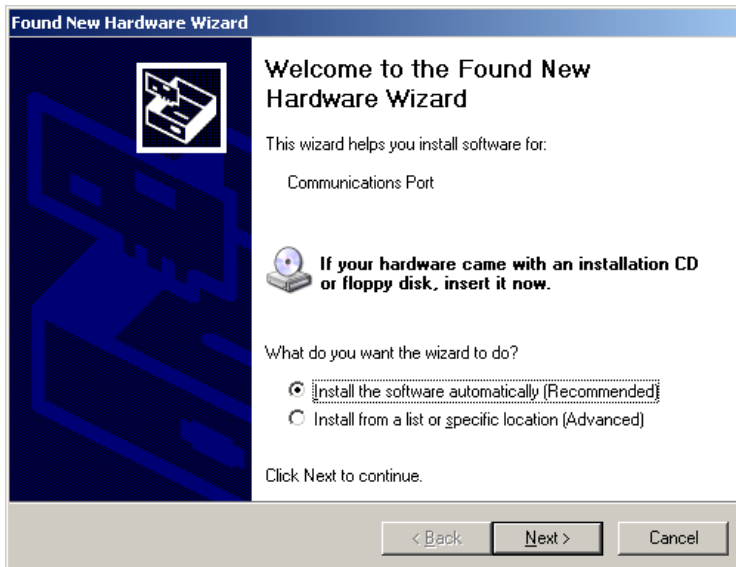 Found New Hardware Wizard
Welcome to the Found New
Hardware Wizard
This wizard helps you install software for:
Communications Port
If your hardware came with an installation CD
or floppy disk, insert it now.
What do you want the wizard to do?
Install the software automatically (Recommended)
Install from a list or specific location (Advanced)
Click Next to continue.
< Back
Next >
Cancel